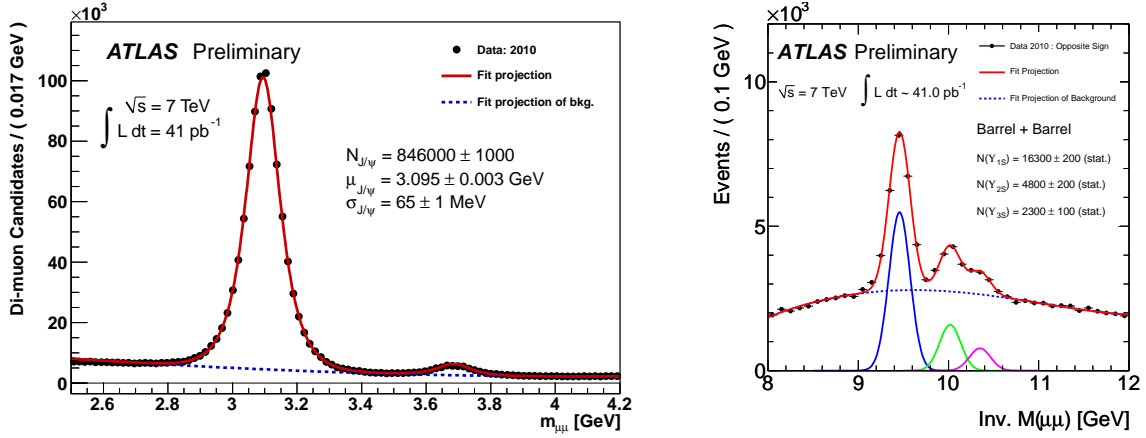 ×10³
ATLAS Preliminary
Data: 2010
Fit projection
Fit projection of bkg.
∫ √s = 7 TeV
L dt = 41 pb⁻¹
N_J/ψ = 846000 ± 1000
μ_J/ψ = 3.095 ± 0.003 GeV
σ_J/ψ = 65 ± 1 MeV
Di-muon Candidates / ( 0.017 GeV )
100
80
60
40
20
0
2.6 2.8 3 3.2 3.4 3.6 3.8 4 4.2
m_μμ [GeV]
×10³
ATLAS Preliminary
Data 2010 : Opposite Sign
Fit Projection
Fit Projection of Background
√s = 7 TeV ∫ L dt ~ 41.0 pb⁻¹
Barrel + Barrel
N(ϒ_1S) = 16300 ± 200 (stat.)
N(ϒ_2S) = 4800 ± 200 (stat.)
N(ϒ_3S) = 2300 ± 100 (stat.)
Events / ( 0.1 GeV )
10
5
0
8 9 10 11 12
Inv. M(μμ) [GeV]